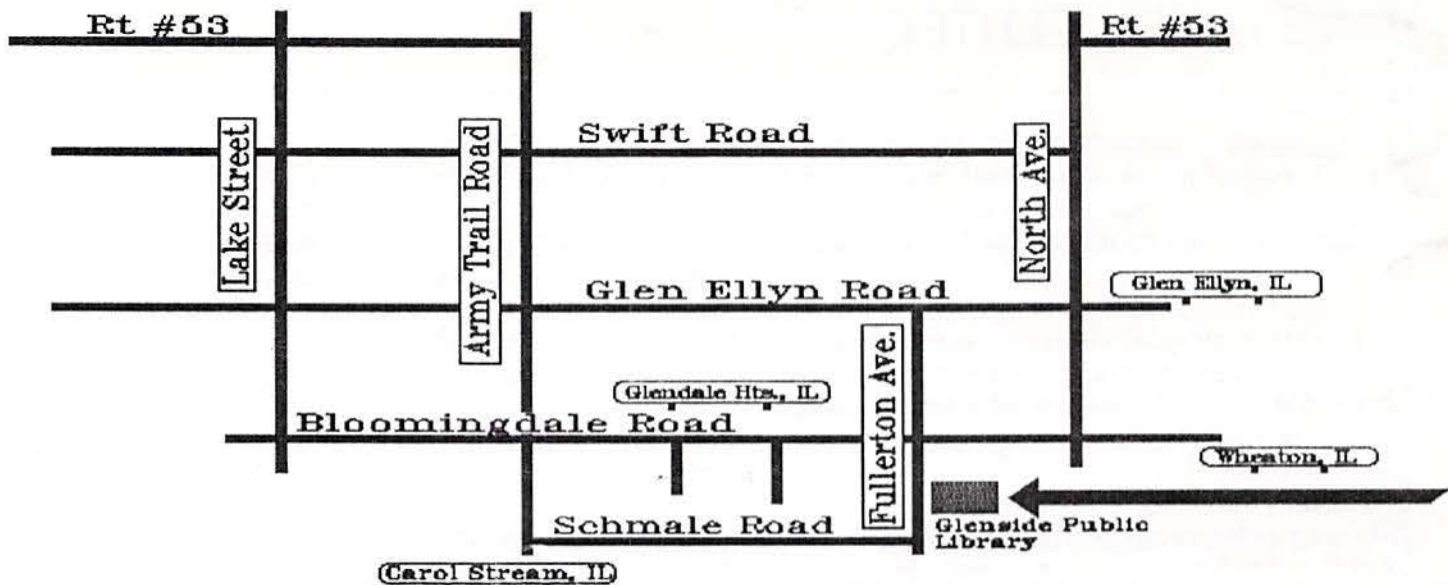 Rt #53
Rt #53
Lake Street
Army Trail Road
Swift Road
North Ave.
Glen Ellyn Road
Glen Ellyn, IL
Fullerton Ave.
Glendale Hts., IL
Bloomingdale Road
Wheaton, IL
Schmale Road
Glenside Public
Library
Carol Stream, IL